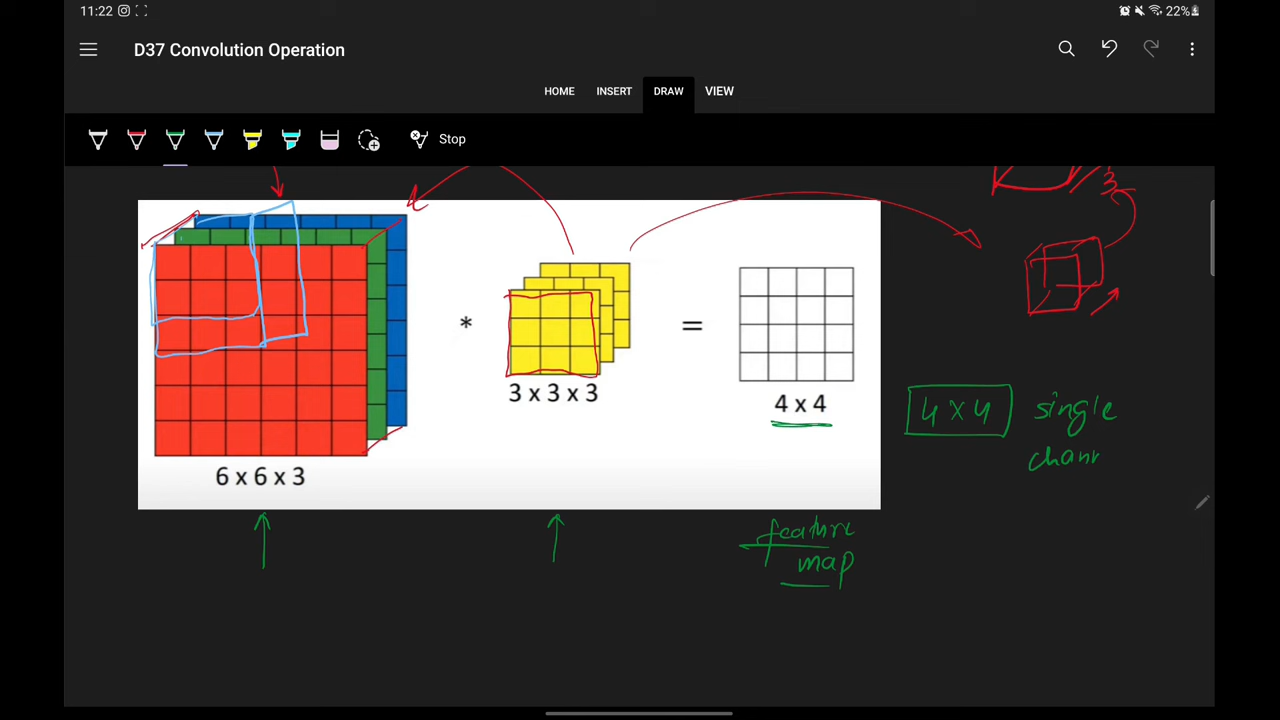 11:22
22%
D37 Convolution Operation
HOME INSERT DRAW VIEW
Stop
3
*
=
3 x 3 x 3
4 x 4
6 x 6 x 3
4 x 4 single
chann
feature
map